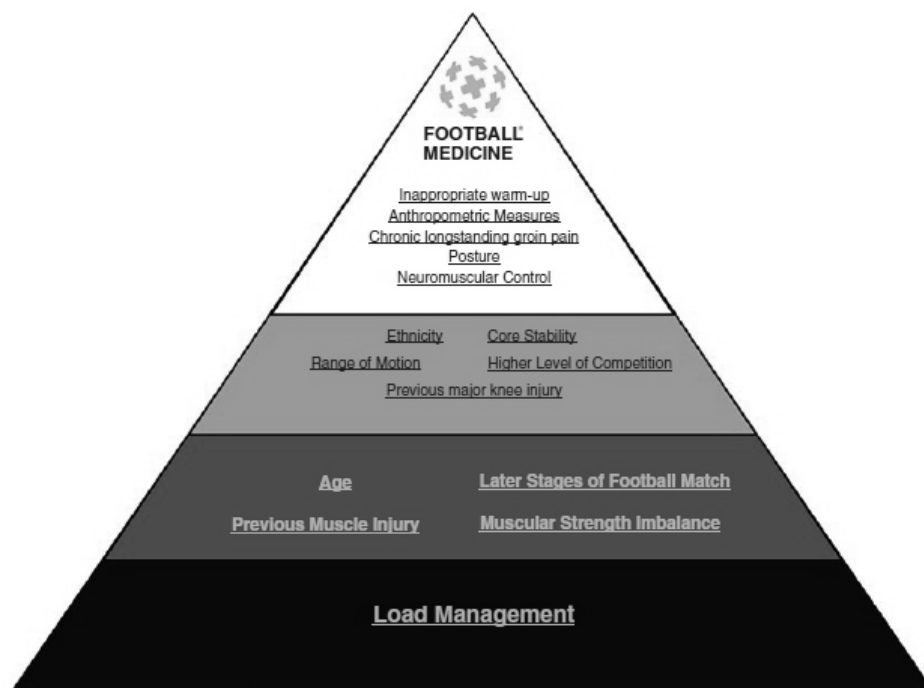 FOOTBALL®
MEDICINE
Inappropriate warm-up
Anthropometric Measures
Chronic longstanding groin pain
Posture
Neuromuscular Control
Ethnicity Core Stability
Range of Motion Higher Level of Competition
Previous major knee injury
Age Later Stages of Football Match
Previous Muscle Injury Muscular Strength Imbalance
Load Management